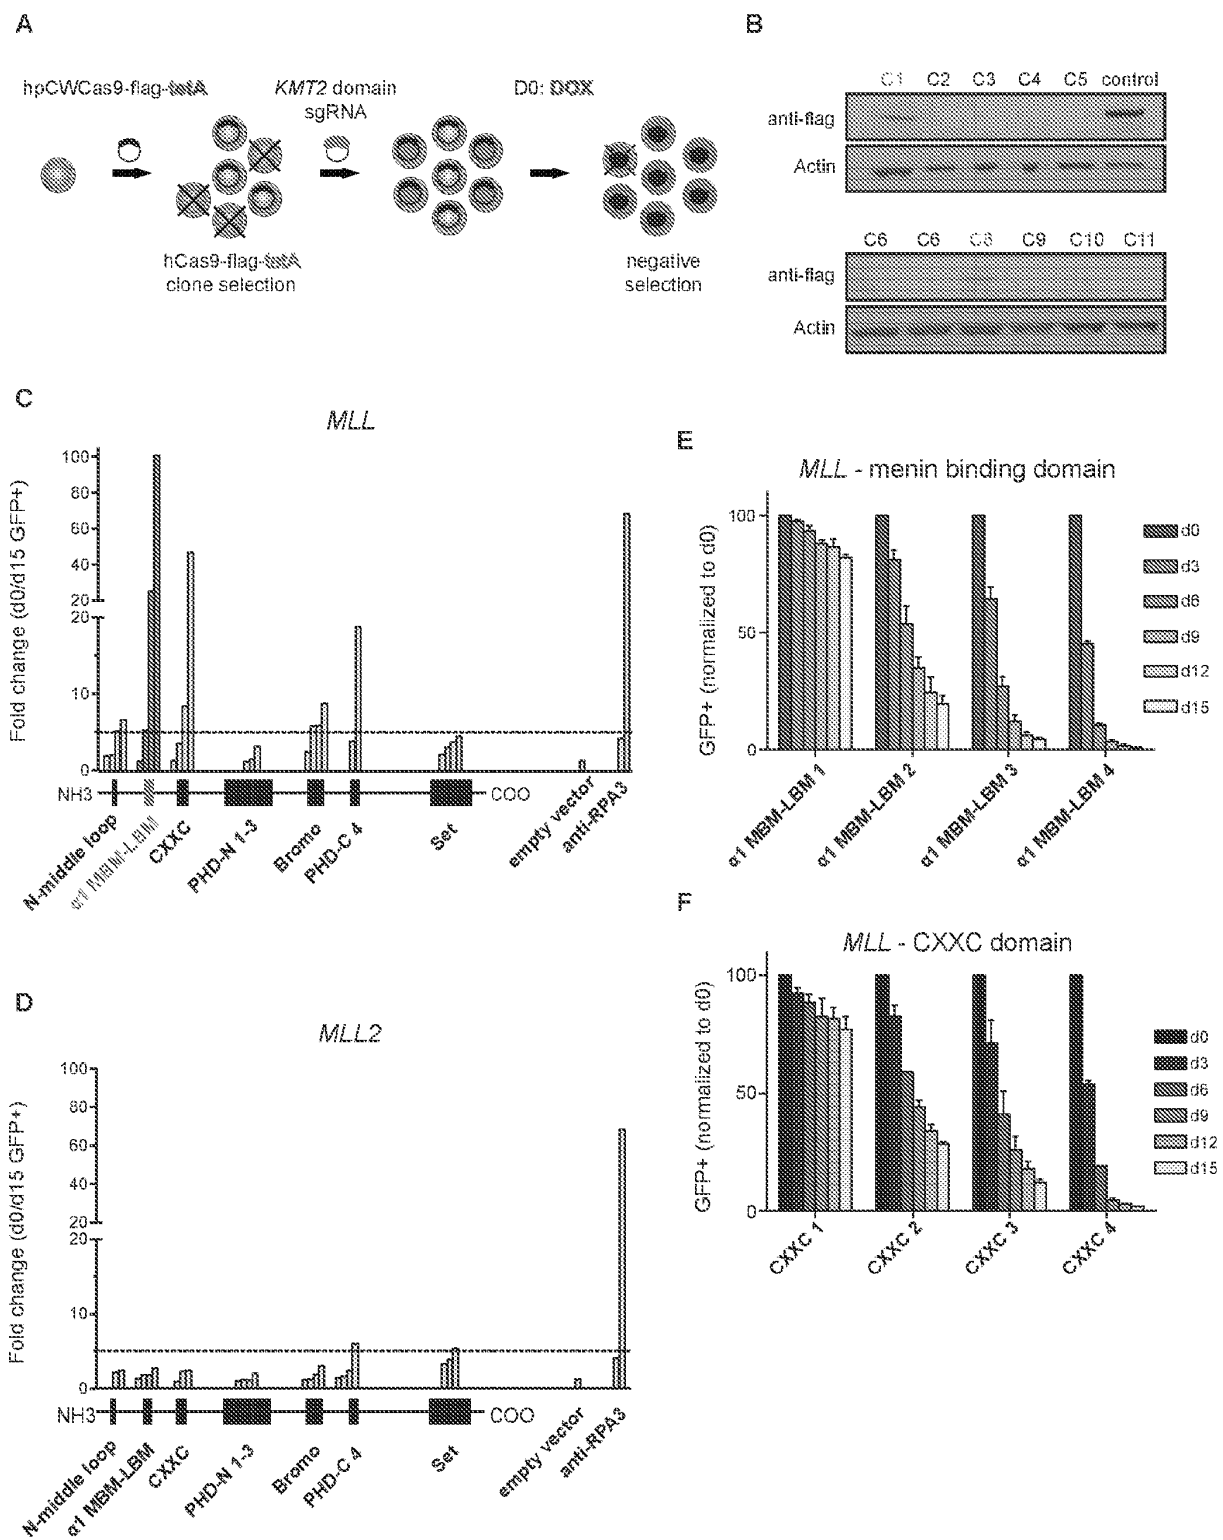 A
hpCWCas9-flag-tetA
KMT2 domain
sgRNA
D0: DOX
hCas9-flag-tetA
clone selection
negative
selection
B
C1 C2 C3 C4 C5 control
anti-flag
Actin
C6 C6 C8 C9 C10 C11
anti-flag
Actin
C
MLL
Fold change (d0/d15 GFP+)
100
80
60
40
20
20
10
0
NH3
COO
N-middle loop
α1 MBM-LBM
CXXC
PHD-N 1-3
Bromo
PHD-C 4
Set
empty vector
anti-RPA3
D
MLL2
Fold change (d0/d15 GFP+)
100
80
60
40
20
20
10
0
NH3
COO
N-middle loop
α1 MBM-LBM
CXXC
PHD-N 1-3
Bromo
PHD-C 4
Set
empty vector
anti-RPA3
E
MLL - menin binding domain
GFP+ (normalized to d0)
100
50
0
α1 MBM-LBM 1
α1 MBM-LBM 2
α1 MBM-LBM 3
α1 MBM-LBM 4
d0
d3
d6
d9
d12
d15
F
MLL - CXXC domain
GFP+ (normalized to d0)
100
50
0
CXXC 1
CXXC 2
CXXC 3
CXXC 4
d0
d3
d6
d9
d12
d15